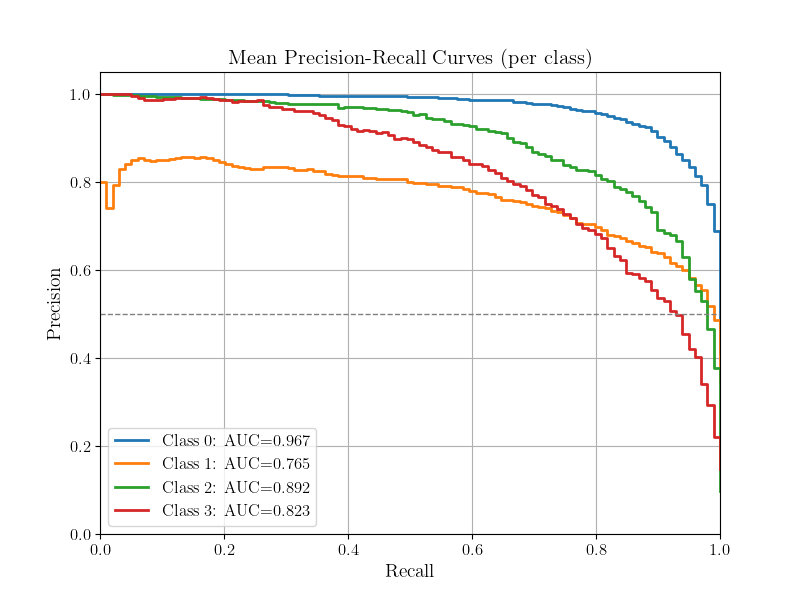 Mean Precision-Recall Curves (per class)
1.0
0.8
0.6
0.4
0.2
0.0
Precision
Class 0: AUC=0.967
Class 1: AUC=0.765
Class 2: AUC=0.892
Class 3: AUC=0.823
0.0 0.2 0.4 0.6 0.8 1.0
Recall